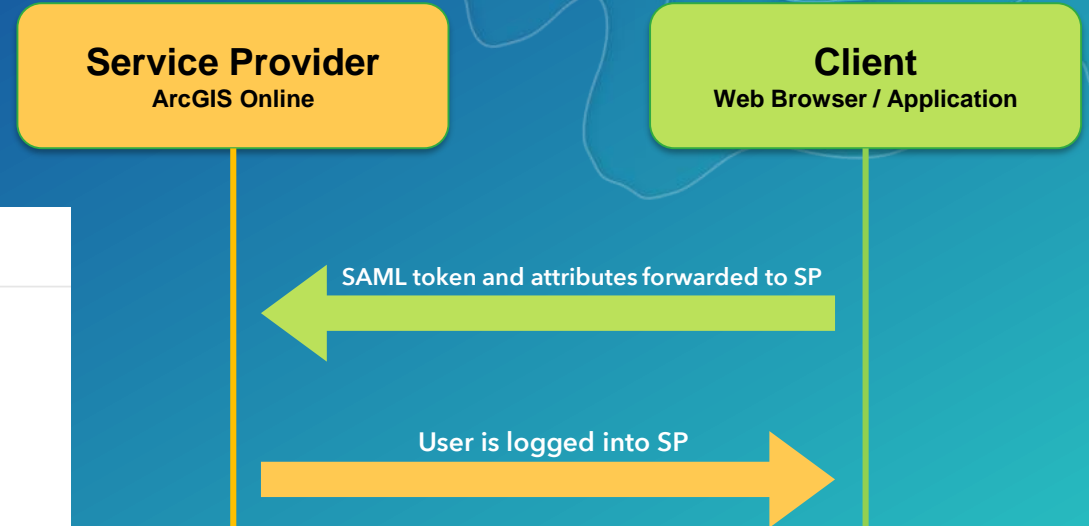 Service Provider
ArcGIS Online
Client
Web Browser / Application
SAML token and attributes forwarded to SP
User is logged into SP